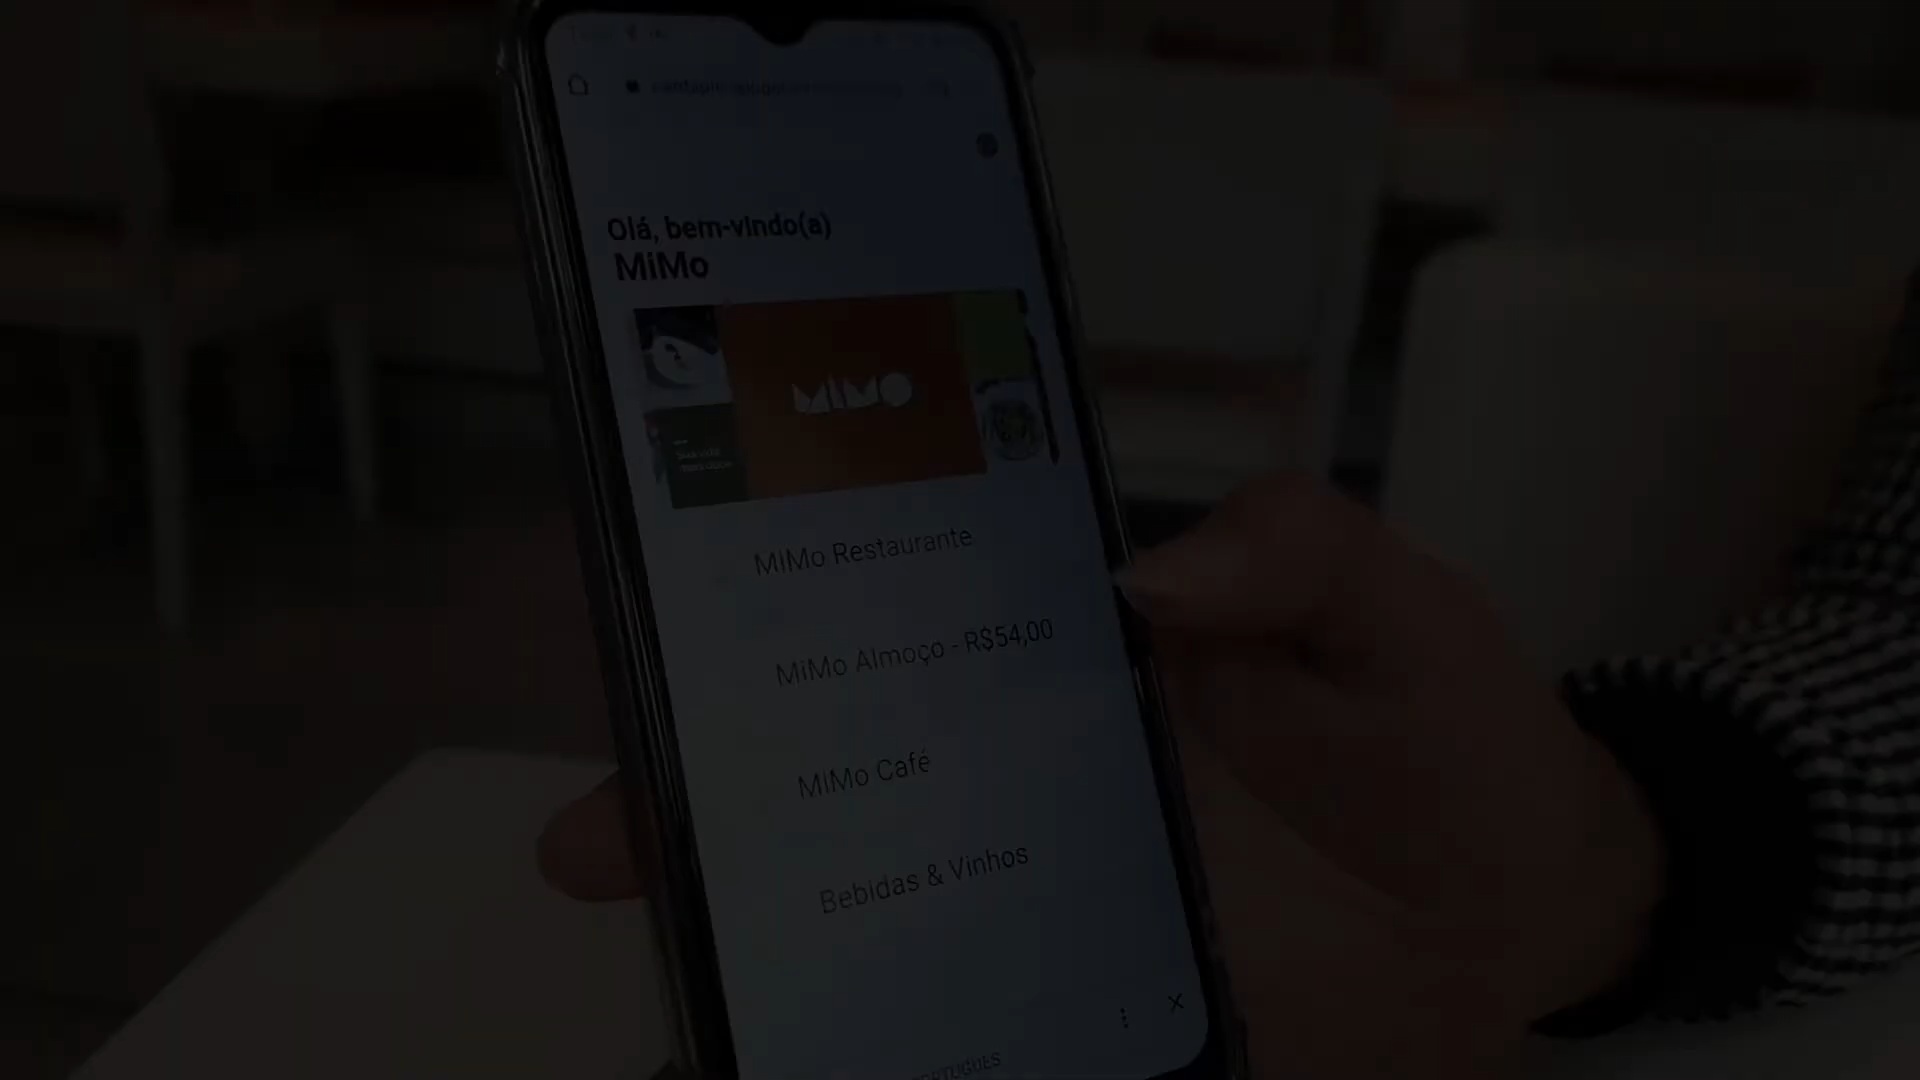 Olá, bem-vindo(a)
MiMo
MIMO
MiMo Restaurante
MiMo Almoço - R$54,00
MiMo Café
Bebidas & Vinhos